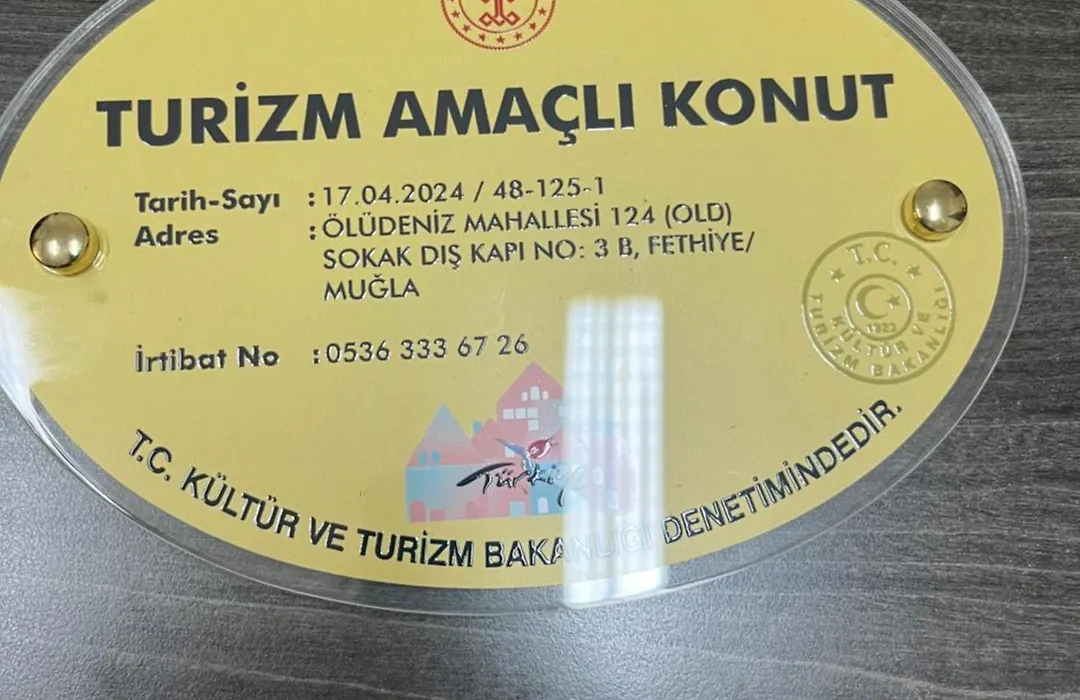 TURİZM AMAÇLI KONUT
Tarih-Sayı : 17.04.2024 / 48-125-1
Adres : ÖLÜDENİZ MAHALLESİ 124 (OLD)
SOKAK DIŞ KAPI NO: 3 B, FETHİYE/
MUĞLA
İrtibat No : 0536 333 67 26
T.C.
KÜLTÜR VE
TURİZM BAKANLIĞI
1923
Türkiye
T.C. KÜLTÜR VE TURİZM BAKANLIĞI DENETİMİNDEDİR.